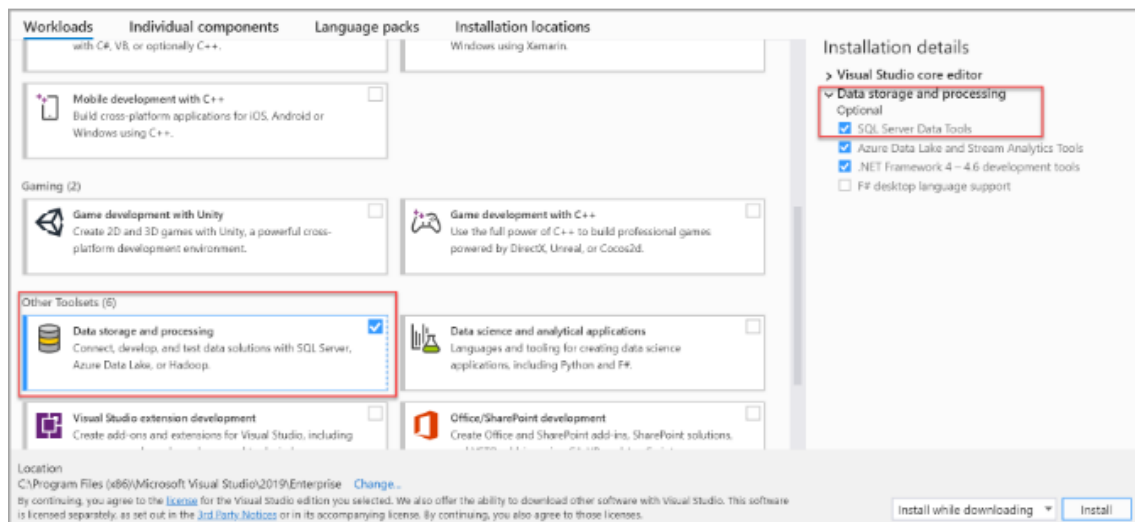 Workloads Individual components Language packs Installation locations
with C#, VB, or optionally C++.
Windows using Xamarin.
Mobile development with C++
Build cross-platform applications for iOS, Android or
Windows using C++.
Gaming (2)
Game development with Unity
Create 2D and 3D games with Unity, a powerful cross-
platform development environment.
Game development with C++
Use the full power of C++ to build professional games
powered by DirectX, Unreal, or Cocos2d.
Other Toolsets (6)
Data storage and processing
Connect, develop, and test data solutions with SQL Server,
Azure Data Lake, or Hadoop.
Data science and analytical applications
Languages and tooling for creating data science
applications, including Python and F#.
Visual Studio extension development
Create add-ons and extensions for Visual Studio, including
Office/SharePoint development
Create Office and SharePoint add-ins, SharePoint solutions,
Installation details
Visual Studio core editor
Data storage and processing
Optional
SQL Server Data Tools
Azure Data Lake and Stream Analytics Tools
.NET Framework 4 – 4.6 development tools
F# desktop language support
Location
C:\Program Files (x86)\Microsoft Visual Studio\2019\Enterprise Change...
By continuing, you agree to the license for the Visual Studio edition you selected. We also offer the ability to download other software with Visual Studio. This software
is licensed separately, as set out in the 3rd Party Notices or in its accompanying license. By continuing, you also agree to those licenses.
Install while downloading Install